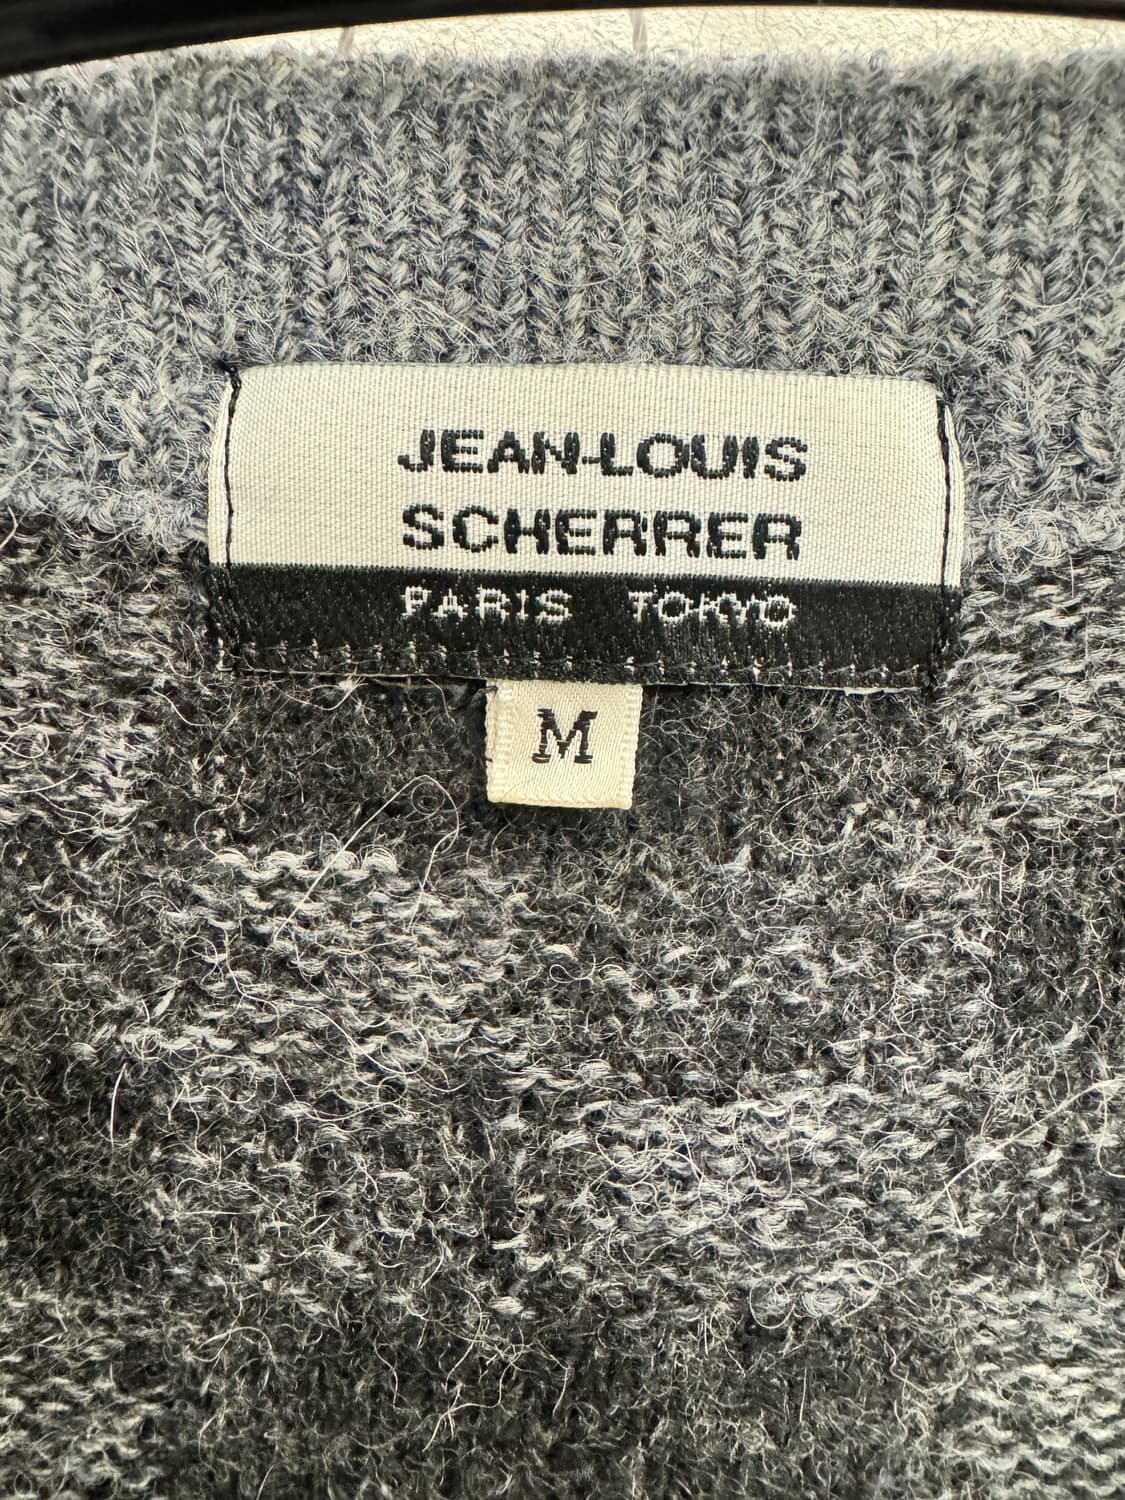 JEAN-LOUIS
SCHERRER
PARIS TOKYO
M